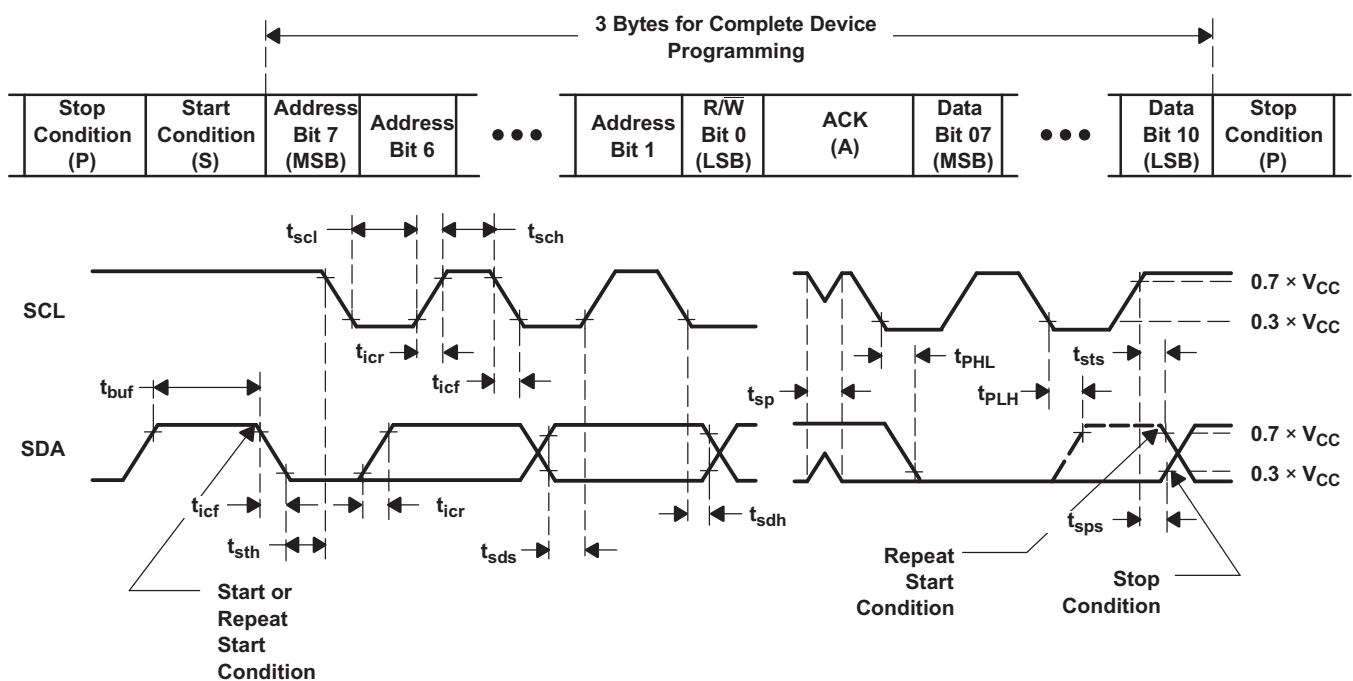 3 Bytes for Complete Device
Programming
Stop
Condition
(P)
Start
Condition
(S)
Address
Bit 7
(MSB)
Address
Bit 6
•••
Address
Bit 1
R/W̅
Bit 0
(LSB)
ACK
(A)
Data
Bit 07
(MSB)
•••
Data
Bit 10
(LSB)
Stop
Condition
(P)
tscl
tsch
SCL
0.7 × VCC
0.3 × VCC
ticr
ticf
tPHL
tsts
tbuf
tsp
tPLH
SDA
0.7 × VCC
0.3 × VCC
ticf
ticr
tsdh
tsps
tsth
tsds
Start or
Repeat
Start
Condition
Repeat
Start
Condition
Stop
Condition